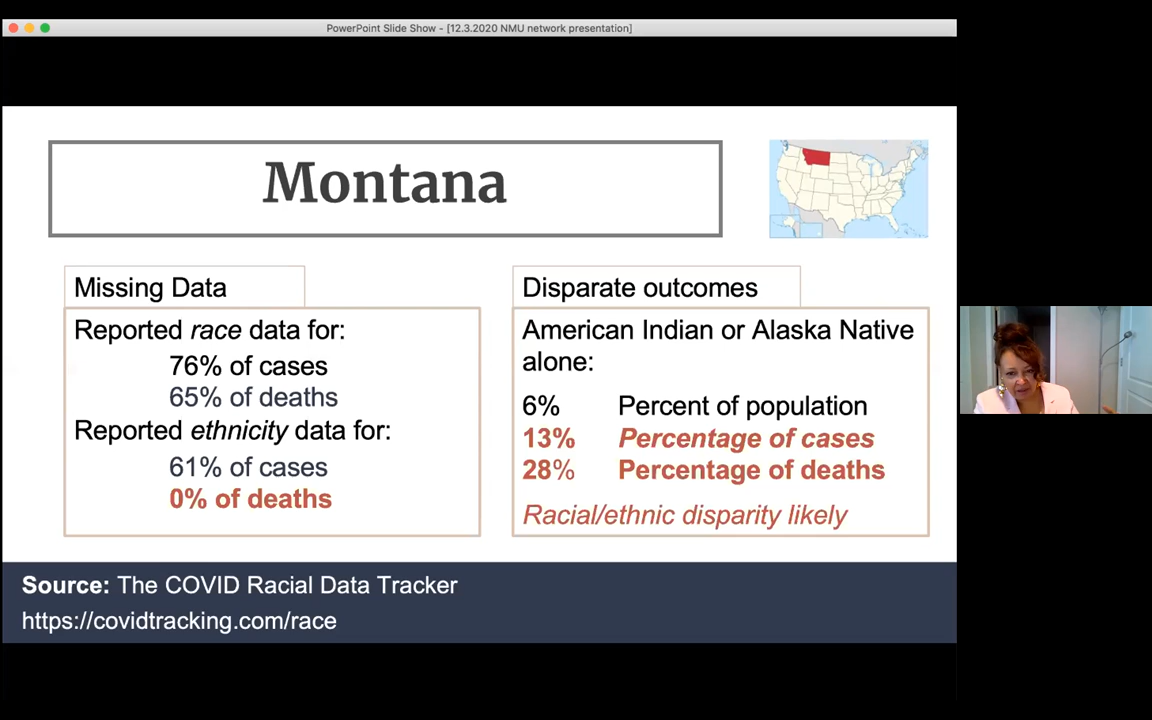 PowerPoint Slide Show - [12.3.2020 NMU network presentation]
Montana
Missing Data
Reported race data for:
76% of cases
65% of deaths
Reported ethnicity data for:
61% of cases
0% of deaths
Disparate outcomes
American Indian or Alaska Native
alone:
6% Percent of population
13% Percentage of cases
28% Percentage of deaths
Racial/ethnic disparity likely
Source: The COVID Racial Data Tracker
https://covidtracking.com/race